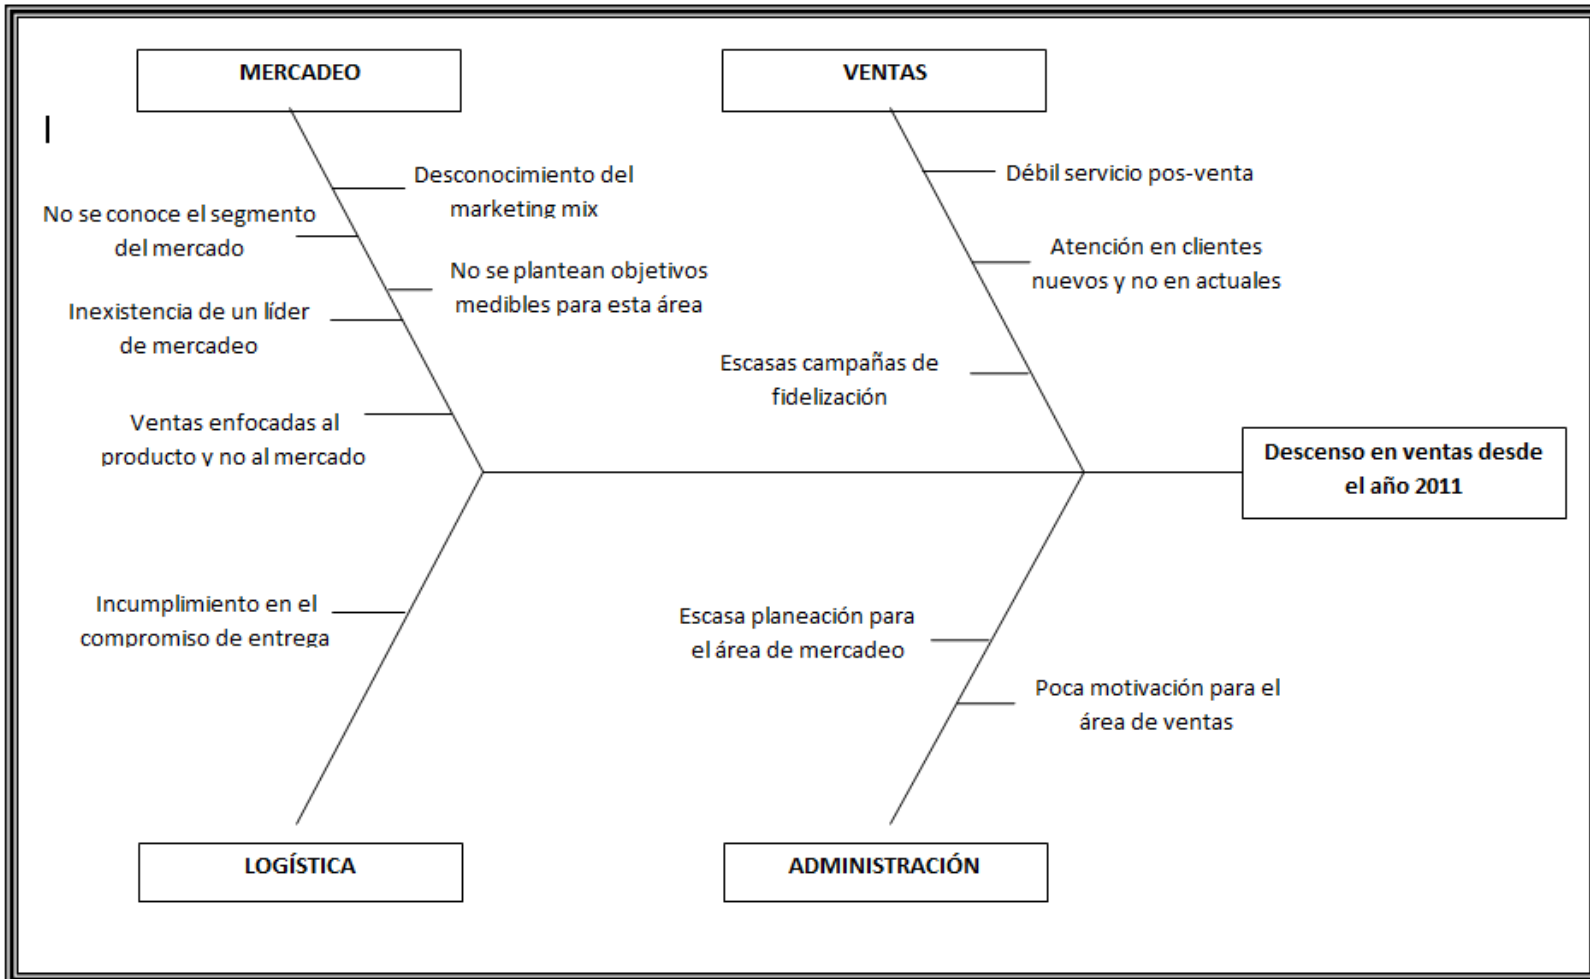 MERCADEO
VENTAS
Desconocimiento del
marketing mix
No se conoce el segmento
del mercado
No se plantean objetivos
medibles para esta área
Inexistencia de un líder
de mercadeo
Ventas enfocadas al
producto y no al mercado
Débil servicio pos-venta
Atención en clientes
nuevos y no en actuales
Escasas campañas de
fidelización
Descenso en ventas desde
el año 2011
Incumplimiento en el
compromiso de entrega
Escasa planeación para
el área de mercadeo
Poca motivación para el
área de ventas
LOGÍSTICA
ADMINISTRACIÓN